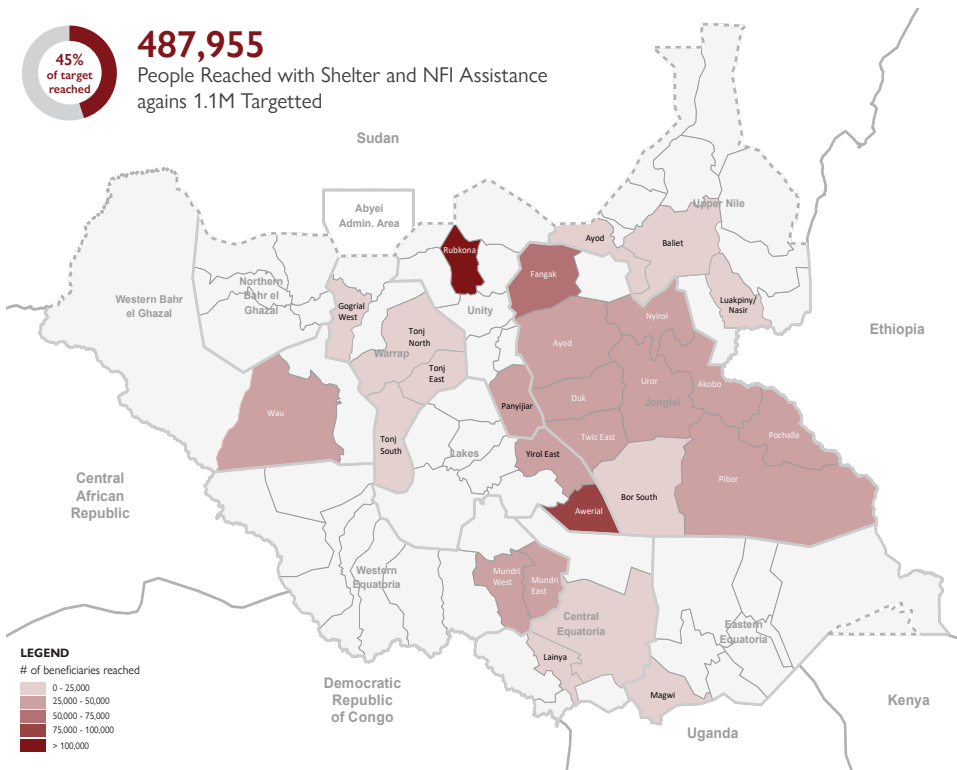 45%
of target
reached
487,955
People Reached with Shelter and NFI Assistance
agains 1.1M Targetted
Sudan
Abyei
Admin. Area
Upper Nile
Ayod
Baliet
Rubkona
Fangak
Northern
Bahr el
Ghazal
Western Bahr
el Ghazal
Gogrial
West
Unity
Luakpiny/
Nasir
Nyirol
Ethiopia
Tonj
North
Warrap
Ayod
Tonj
East
Uror
Akobo
Duk
Jonglei
Panyijiar
Wau
Twic East
Pochalla
Tonj
South
Lakes
Yirol East
Pibor
Central
African
Republic
Bor South
Awerial
Western
Equatoria
Mundri
West
Mundri
East
Central
Equatoria
Eastern
Equatoria
Lainya
Magwi
Democratic
Republic
of Congo
Kenya
Uganda
LEGEND
# of beneficiaries reached
0 - 25,000
25,000 - 50,000
50,000 - 75,000
75,000 - 100,000
> 100,000